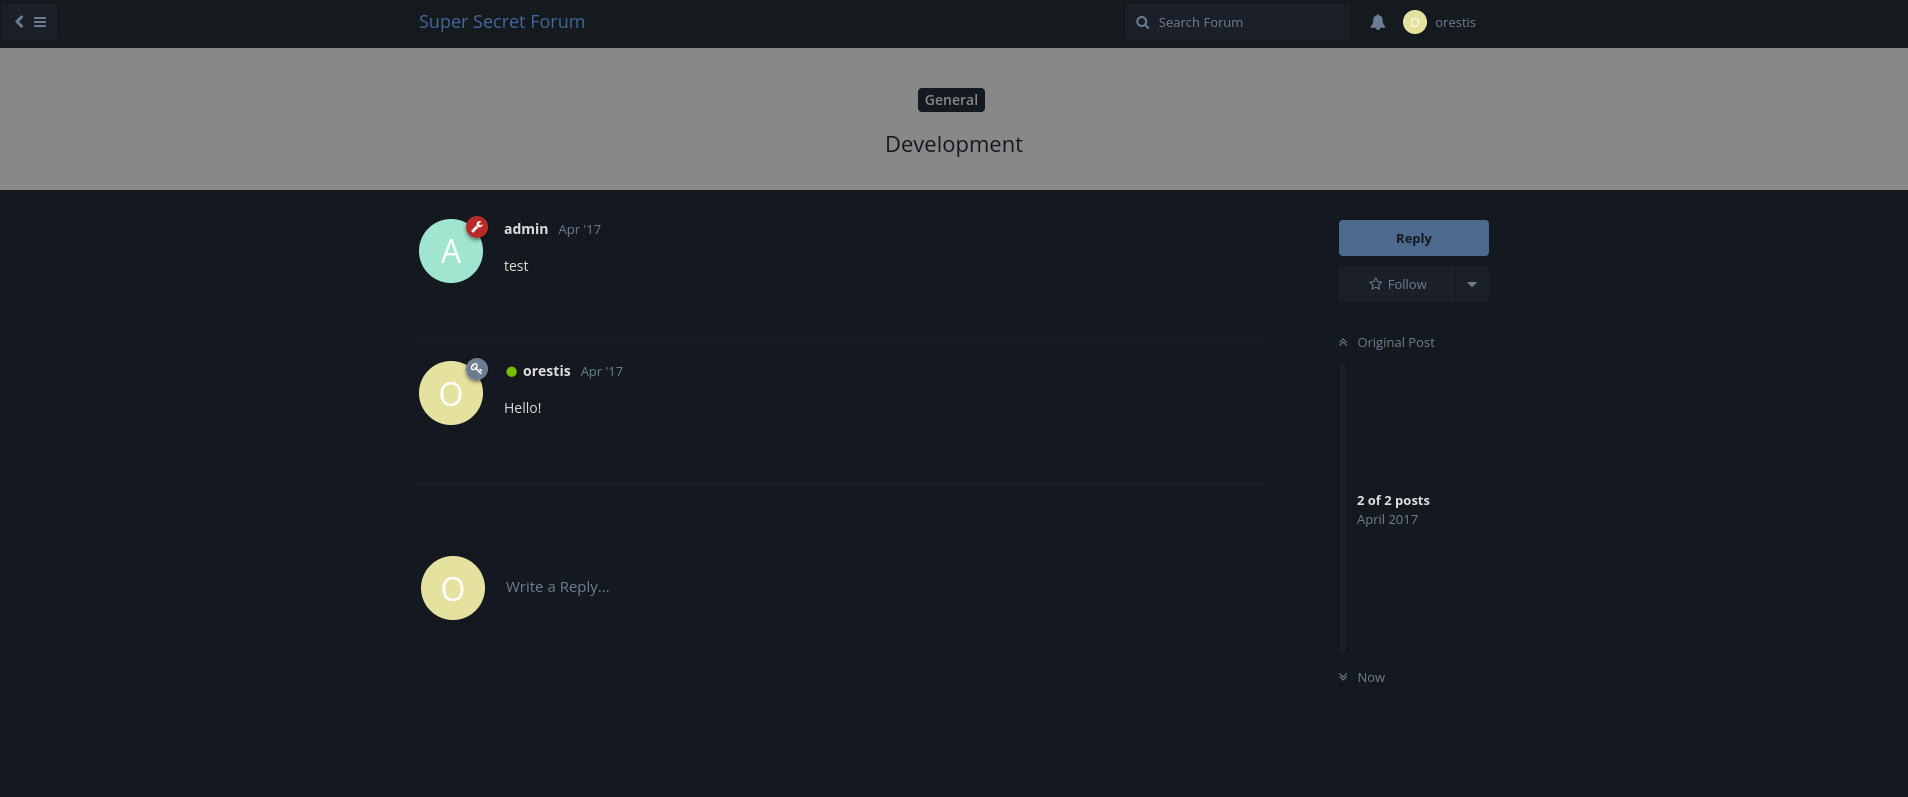 Super Secret Forum
Search Forum
O
orestis
General
Development
A
admin Apr '17
test
Reply
Follow
Original Post
O
orestis Apr '17
Hello!
2 of 2 posts
April 2017
O
Write a Reply...
Now